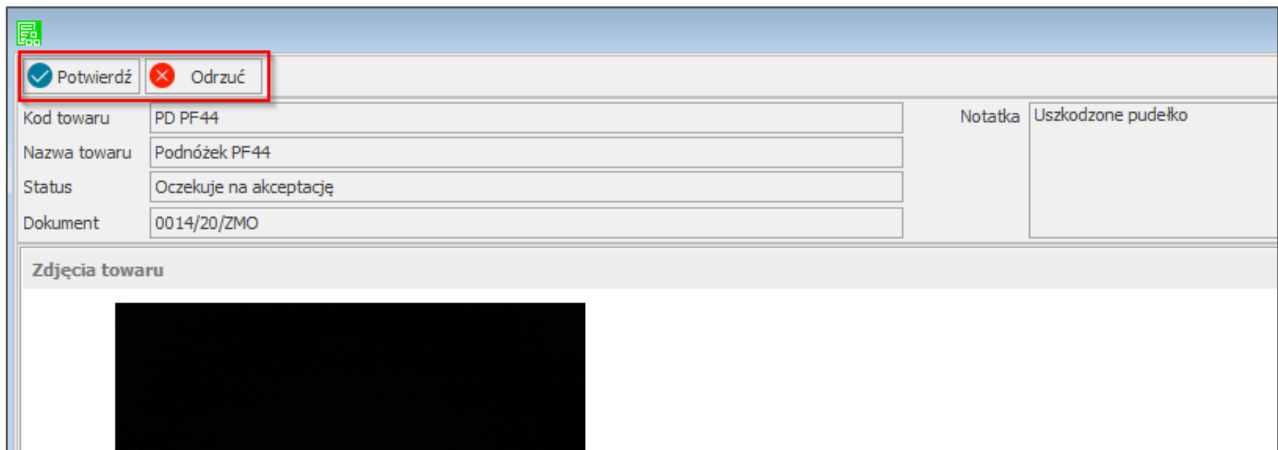 Potwierdź Odrzuć
Kod towaru PD PF44 Notatka Uszkodzone pudełko
Nazwa towaru Podnóżek PF44
Status Oczekuje na akceptację
Dokument 0014/20/ZMO
Zdjęcia towaru